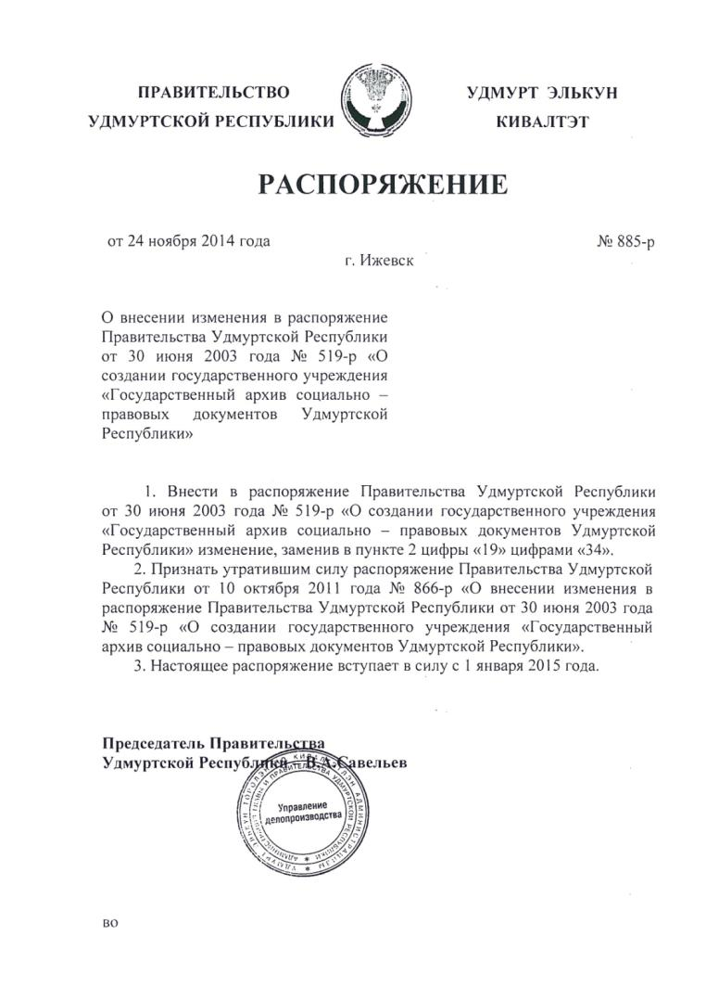 ПРАВИТЕЛЬСТВО
УДМУРТСКОЙ РЕСПУБЛИКИ
УДМУРТ ЭЛЬКУН
КИВАЛТЭТ
РАСПОРЯЖЕНИЕ
от 24 ноября 2014 года
№ 885-р
г. Ижевск
О внесении изменения в распоряжение
Правительства Удмуртской Республики
от 30 июня 2003 года № 519-р «О
создании государственного учреждения
«Государственный архив социально –
правовых документов Удмуртской
Республики»
1. Внести в распоряжение Правительства Удмуртской Республики
от 30 июня 2003 года № 519-р «О создании государственного учреждения
«Государственный архив социально – правовых документов Удмуртской
Республики» изменение, заменив в пункте 2 цифры «19» цифрами «34».
2. Признать утратившим силу распоряжение Правительства Удмуртской
Республики от 10 октября 2011 года № 866-р «О внесении изменения в
распоряжение Правительства Удмуртской Республики от 30 июня 2003 года
№ 519-р «О создании государственного учреждения «Государственный
архив социально – правовых документов Удмуртской Республики».
3. Настоящее распоряжение вступает в силу с 1 января 2015 года.
Председатель Правительства
Удмуртской Республики В.А.Савельев
Управление
делопроизводства
во